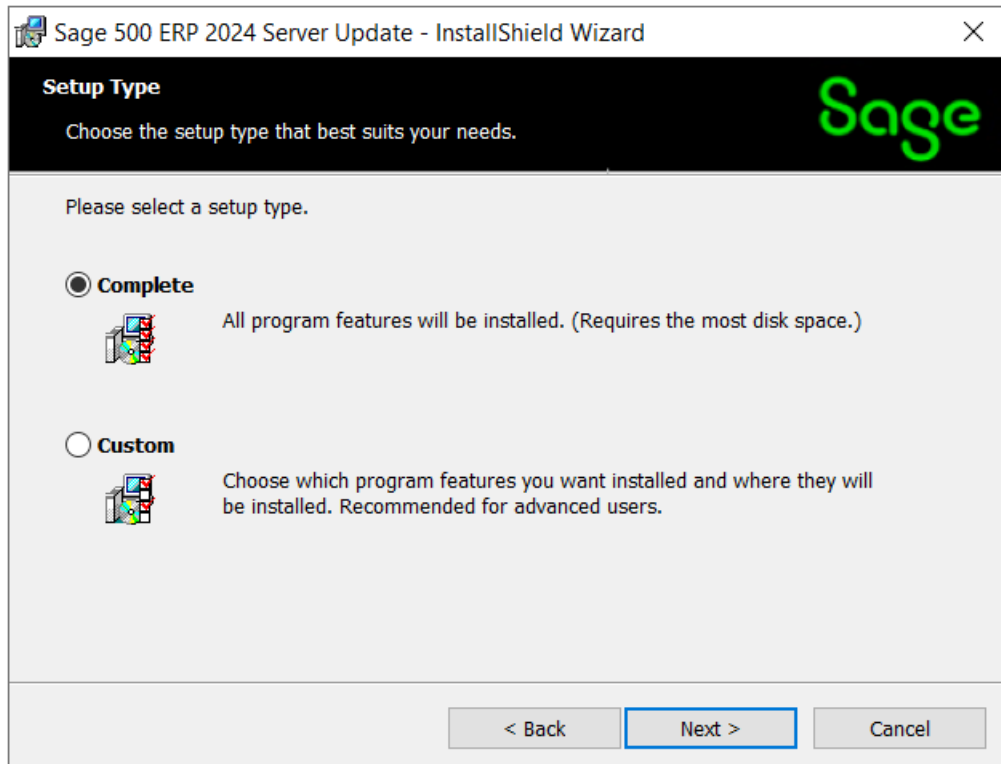 Sage 500 ERP 2024 Server Update - InstallShield Wizard
Setup Type
Choose the setup type that best suits your needs.
Sage
Please select a setup type.
Complete
All program features will be installed. (Requires the most disk space.)
Custom
Choose which program features you want installed and where they will
be installed. Recommended for advanced users.
< Back
Next >
Cancel